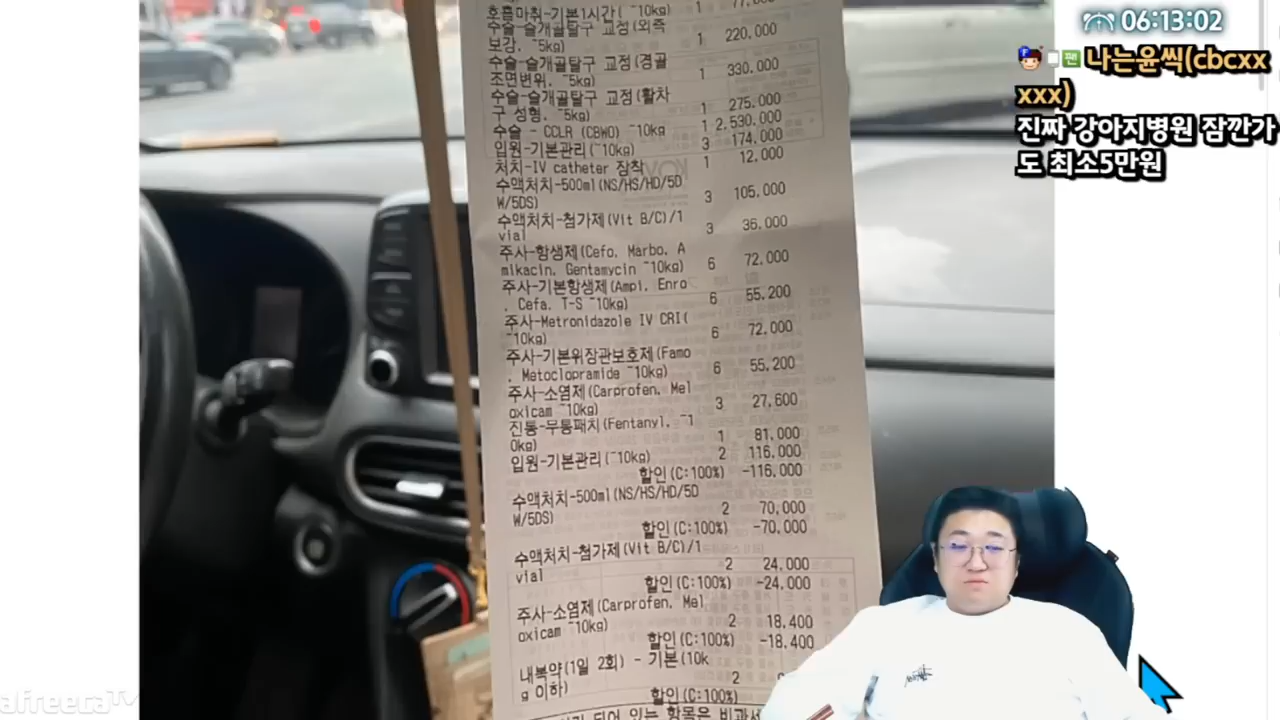 호흡마취-기본1시간( ~10kg) 1
수술-슬개골탈구 교정(외측
보강, ~5kg) 1 220,000
수술-슬개골탈구 교정(경골
조면변위, ~5kg) 1 330,000
수술-슬개골탈구 교정(활차
구 성형, ~5kg) 1 275,000
수술 - CCLR (CBWO) ~10kg 1 2,530,000
입원-기본관리(~10kg) 3 174,000
처치-IV catheter 장착 1 12,000
수액처치-500ml(NS/HS/HD/5D
W/5DS) 3 105,000
수액처치-첨가제(Vit B/C)/1
vial 3 36,000
주사-항생제(Cefo, Marbo, A
mikacin, Gentamycin ~10kg) 6 72,000
주사-기본항생제(Ampi, Enro
, Cefa, T-S ~10kg) 6 55,200
주사-Metronidazole IV CRI(
~10kg) 6 72,000
주사-기본위장관보호제(Famo
, Metoclopramide ~10kg) 6 55,200
주사-소염제(Carprofen, Mel
oxicam ~10kg) 3 27,600
진통-무통패치(Fentanyl, ~1
0kg) 1 81,000
입원-기본관리(~10kg) 2 116,000
할인(C:100%) -116,000
수액처치-500ml(NS/HS/HD/5D
W/5DS) 2 70,000
할인(C:100%) -70,000
수액처치-첨가제(Vit B/C)/1
vial 2 24,000
할인(C:100%) -24,000
주사-소염제(Carprofen, Mel
oxicam ~10kg) 2 18,400
할인(C:100%) -18,400
내복약(1일 2회) - 기본(10k
g 이하) 2
할인(C:100%)
되어 있는 항목은 비과세
06:13:02
팬 나는윤씩(cbcxx
xxx)
진짜 강아지병원 잠깐가
도 최소5만원
afreecaTV